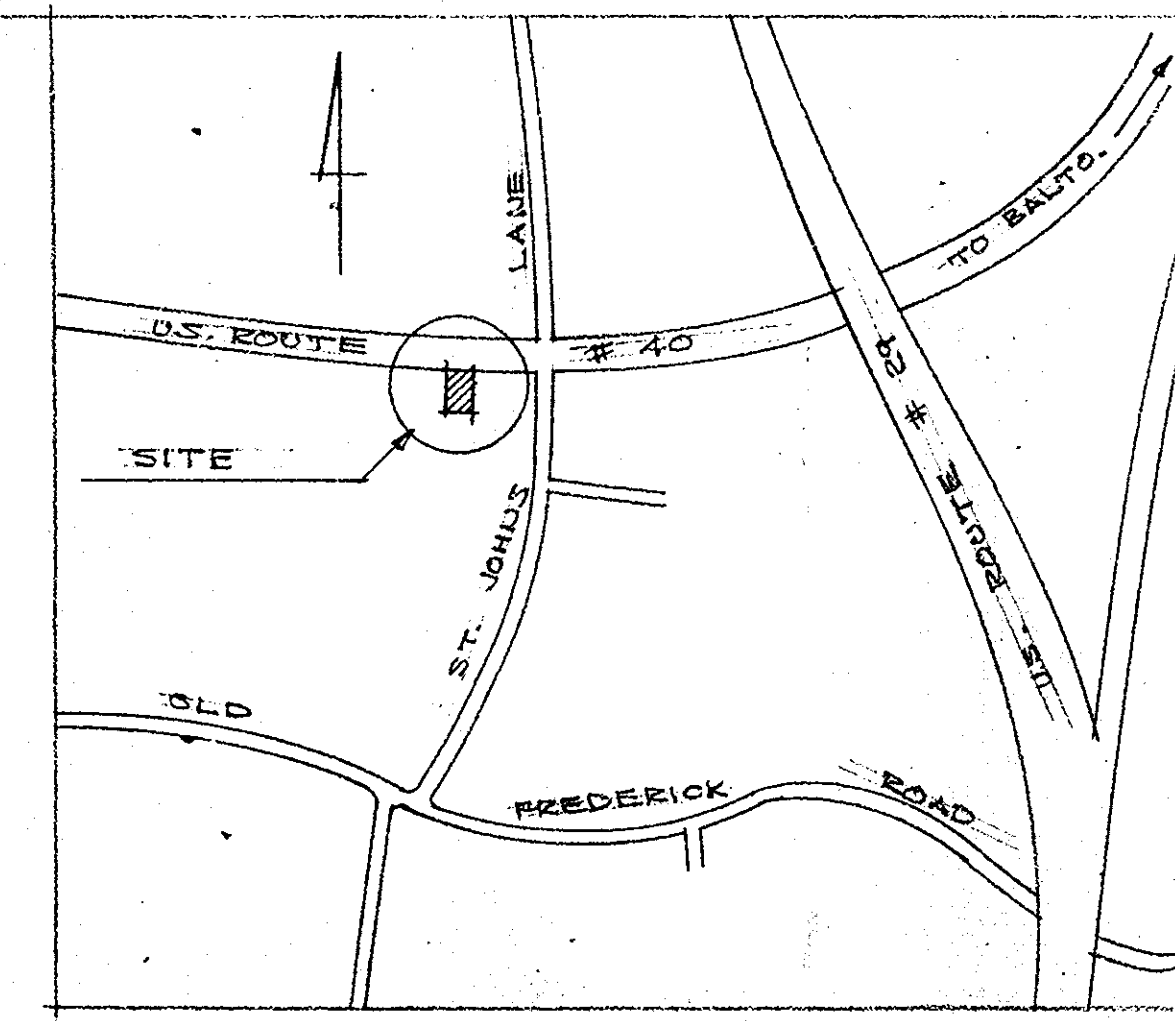 LANE
TO BALTO.
U.S. ROUTE # 40
U.S. ROUTE # 29
SITE
ST. JOHNS
OLD FREDERICK ROAD